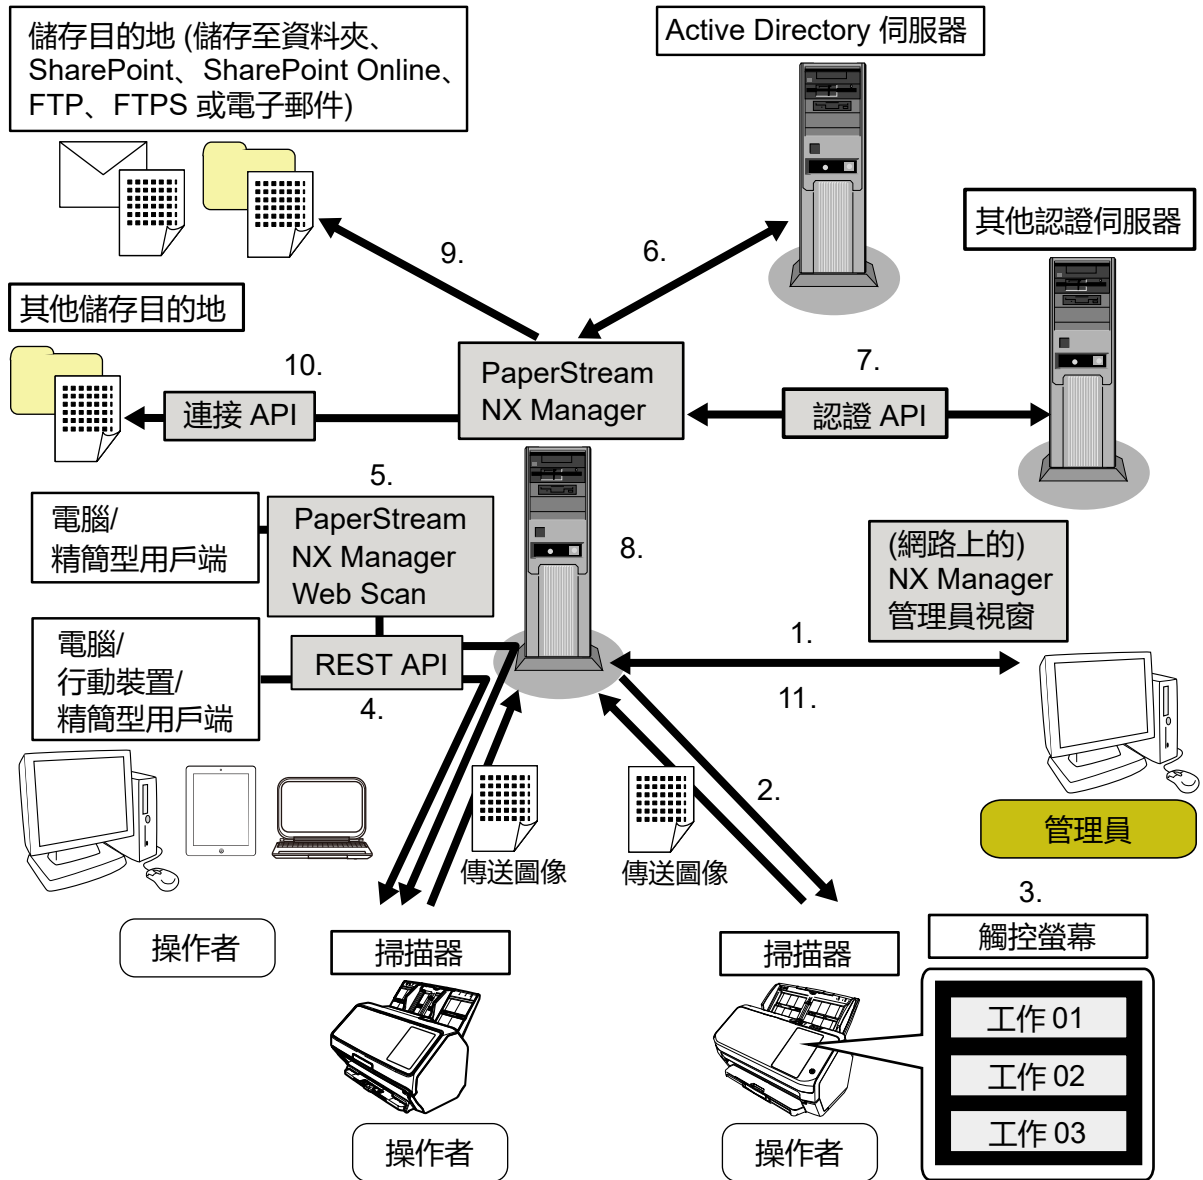 儲存目的地 (儲存至資料夾、
SharePoint、SharePoint Online、
FTP、FTPS 或電子郵件)
Active Directory 伺服器
其他認證伺服器
9.
6.
其他儲存目的地
10.
連接 API
PaperStream
NX Manager
7.
認證 API
5.
電腦/
精簡型用戶端
PaperStream
NX Manager
Web Scan
8.
(網路上的)
NX Manager
管理員視窗
電腦/
行動裝置/
精簡型用戶端
REST API
4.
1.
11.
2.
傳送圖像
傳送圖像
管理員
3.
操作者
掃描器
掃描器
觸控螢幕
工作 01
工作 02
工作 03
操作者
操作者